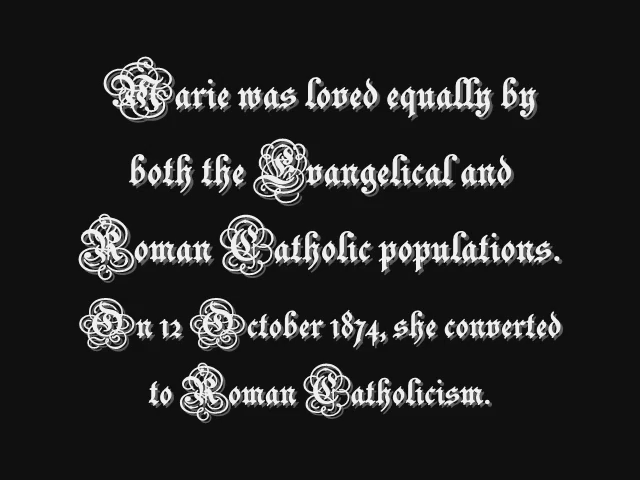 Marie was loved equally by
both the Evangelical and
Roman Catholic populations.
On 12 October 1874, she converted
to Roman Catholicism.